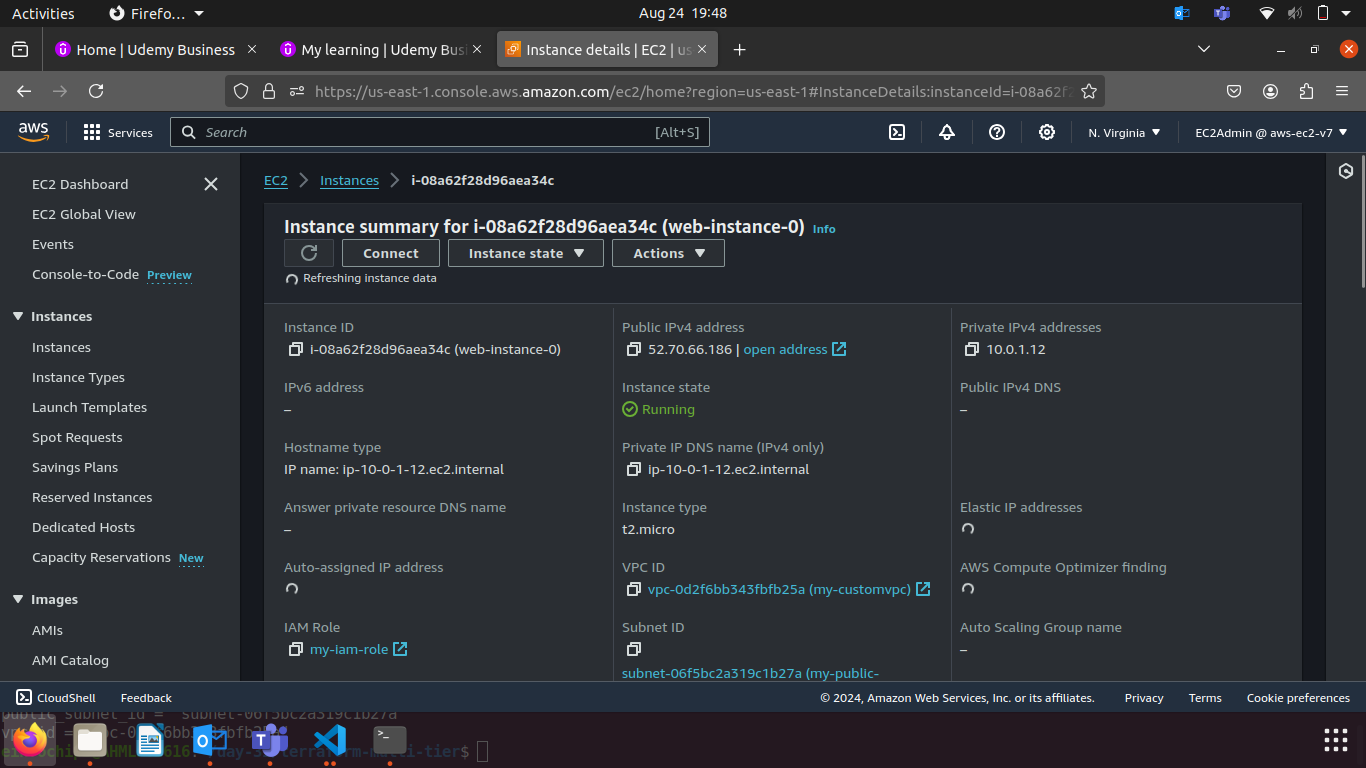 Activities
Firefo...
Aug 24 19:48
Home | Udemy Business
My learning | Udemy Bus
Instance details | EC2 | us
https://us-east-1.console.aws.amazon.com/ec2/home?region=us-east-1#InstanceDetails:instanceId=i-08a62f2
aws
Services
Search
[Alt+S]
N. Virginia
EC2Admin @ aws-ec2-v7
EC2 Dashboard
EC2 Global View
Events
Console-to-Code Preview
Instances
Instances
Instance Types
Launch Templates
Spot Requests
Savings Plans
Reserved Instances
Dedicated Hosts
Capacity Reservations New
Images
AMIs
AMI Catalog
EC2
Instances
i-08a62f28d96aea34c
Instance summary for i-08a62f28d96aea34c (web-instance-0) Info
Connect
Instance state
Actions
Refreshing instance data
Instance ID
i-08a62f28d96aea34c (web-instance-0)
Public IPv4 address
52.70.66.186 | open address
Private IPv4 addresses
10.0.1.12
IPv6 address
–
Instance state
Running
Public IPv4 DNS
–
Hostname type
IP name: ip-10-0-1-12.ec2.internal
Private IP DNS name (IPv4 only)
ip-10-0-1-12.ec2.internal
Answer private resource DNS name
–
Instance type
t2.micro
Elastic IP addresses
Auto-assigned IP address
VPC ID
vpc-0d2f6bb343fbfb25a (my-customvpc)
AWS Compute Optimizer finding
IAM Role
my-iam-role
Subnet ID
subnet-06f5bc2a319c1b27a (my-public-
Auto Scaling Group name
–
CloudShell
Feedback
© 2024, Amazon Web Services, Inc. or its affiliates.
Privacy
Terms
Cookie preferences
public_subnet_id = "subnet-06f5bc2a319c1b27a